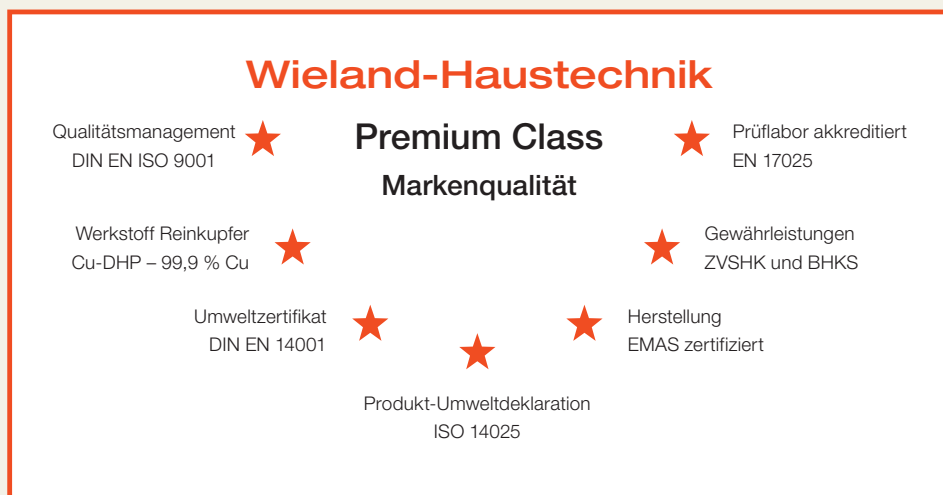 Wieland-Haustechnik
Premium Class
Markenqualität
Qualitätsmanagement
DIN EN ISO 9001
Werkstoff Reinkupfer
Cu-DHP – 99,9 % Cu
Umweltzertifikat
DIN EN 14001
Produkt-Umweltdeklaration
ISO 14025
Herstellung
EMAS zertifiziert
Gewährleistungen
ZVSHK und BHKS
Prüflabor akkreditiert
EN 17025